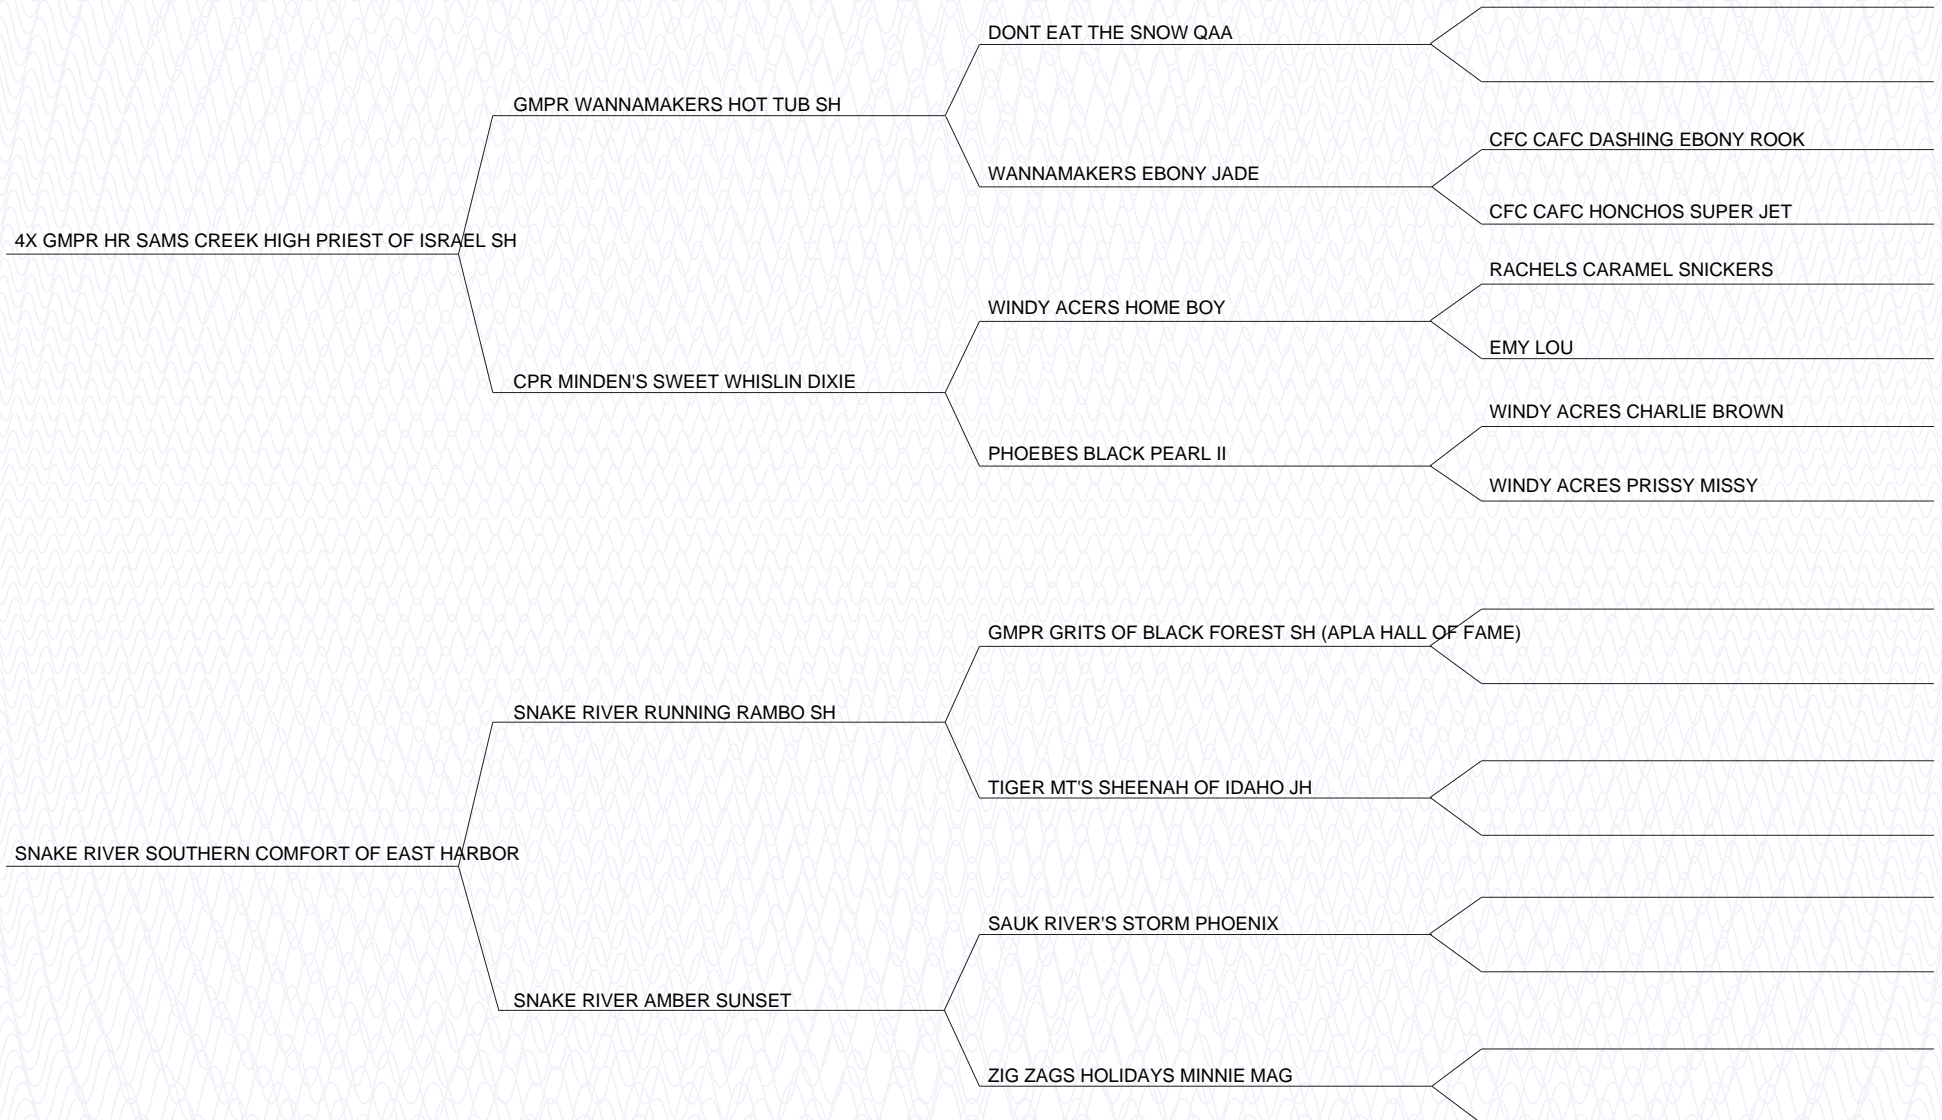 DONT EAT THE SNOW QAA
GMPR WANNAMAKERS HOT TUB SH
CFC CAFC DASHING EBONY ROOK
WANNAMAKERS EBONY JADE
CFC CAFC HONCHOS SUPER JET
4X GMPR HR SAMS CREEK HIGH PRIEST OF ISRAEL SH
RACHELS CARAMEL SNICKERS
WINDY ACERS HOME BOY
EMY LOU
CPR MINDEN'S SWEET WHISLIN DIXIE
WINDY ACRES CHARLIE BROWN
PHOEBES BLACK PEARL II
WINDY ACRES PRISSY MISSY
GMPR GRITS OF BLACK FOREST SH (APLA HALL OF FAME)
SNAKE RIVER RUNNING RAMBO SH
TIGER MT'S SHEENAH OF IDAHO JH
SNAKE RIVER SOUTHERN COMFORT OF EAST HARBOR
SAUK RIVER'S STORM PHOENIX
SNAKE RIVER AMBER SUNSET
ZIG ZAGS HOLIDAYS MINNIE MAG